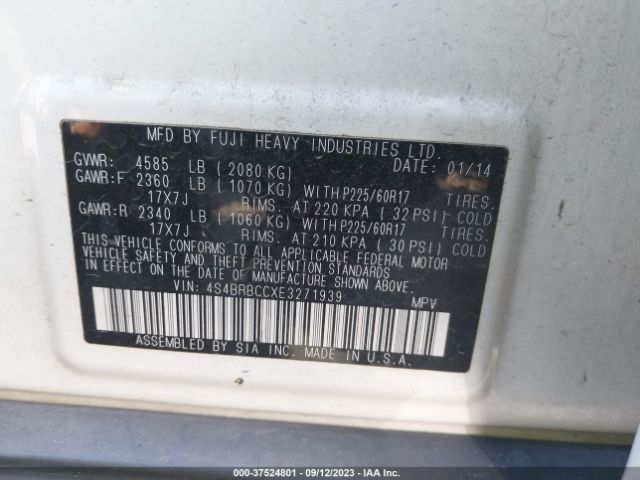 MFD BY FUJI HEAVY INDUSTRIES LTD.
GVWR: 4585 LB (2080 KG) DATE: 01/14
GAWR:F 2360 LB (1070 KG) WITH P225/60R17 TIRES.
17X7J RIMS. AT 220 KPA (32 PSI) COLD
GAWR:R 2340 LB (1060 KG) WITH P225/60R17 TIRES.
17X7J RIMS. AT 210 KPA (30 PSI) COLD
THIS VEHICLE CONFORMS TO ALL APPLICABLE FEDERAL MOTOR
VEHICLE SAFETY AND THEFT PREVENTION STANDARDS
IN EFFECT ON THE DATE OF MANUFACTURE SHOWN ABOVE.
VIN: 4S4BRBCCXE3271939 MPV
ASSEMBLED BY SIA INC. MADE IN U.S.A.
000-37524801 - 09/12/2023 - IAA Inc.